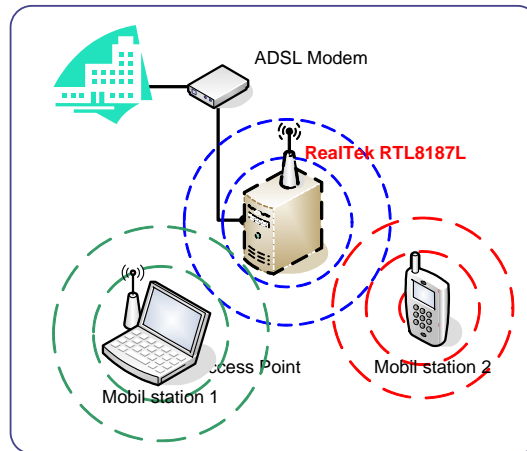 ADSL Modem
RealTek RTL8187L
ccess Point
Mobil station 2
Mobil station 1